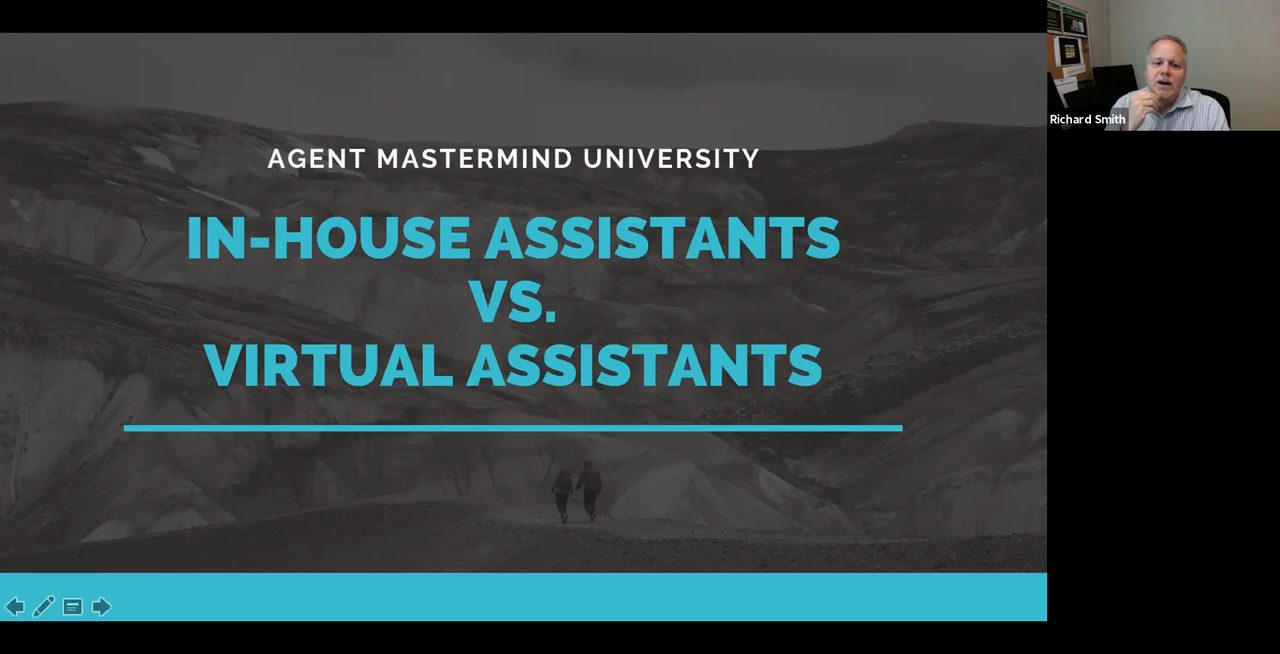 AGENT MASTERMIND UNIVERSITY
IN-HOUSE ASSISTANTS
VS.
VIRTUAL ASSISTANTS
Richard Smith